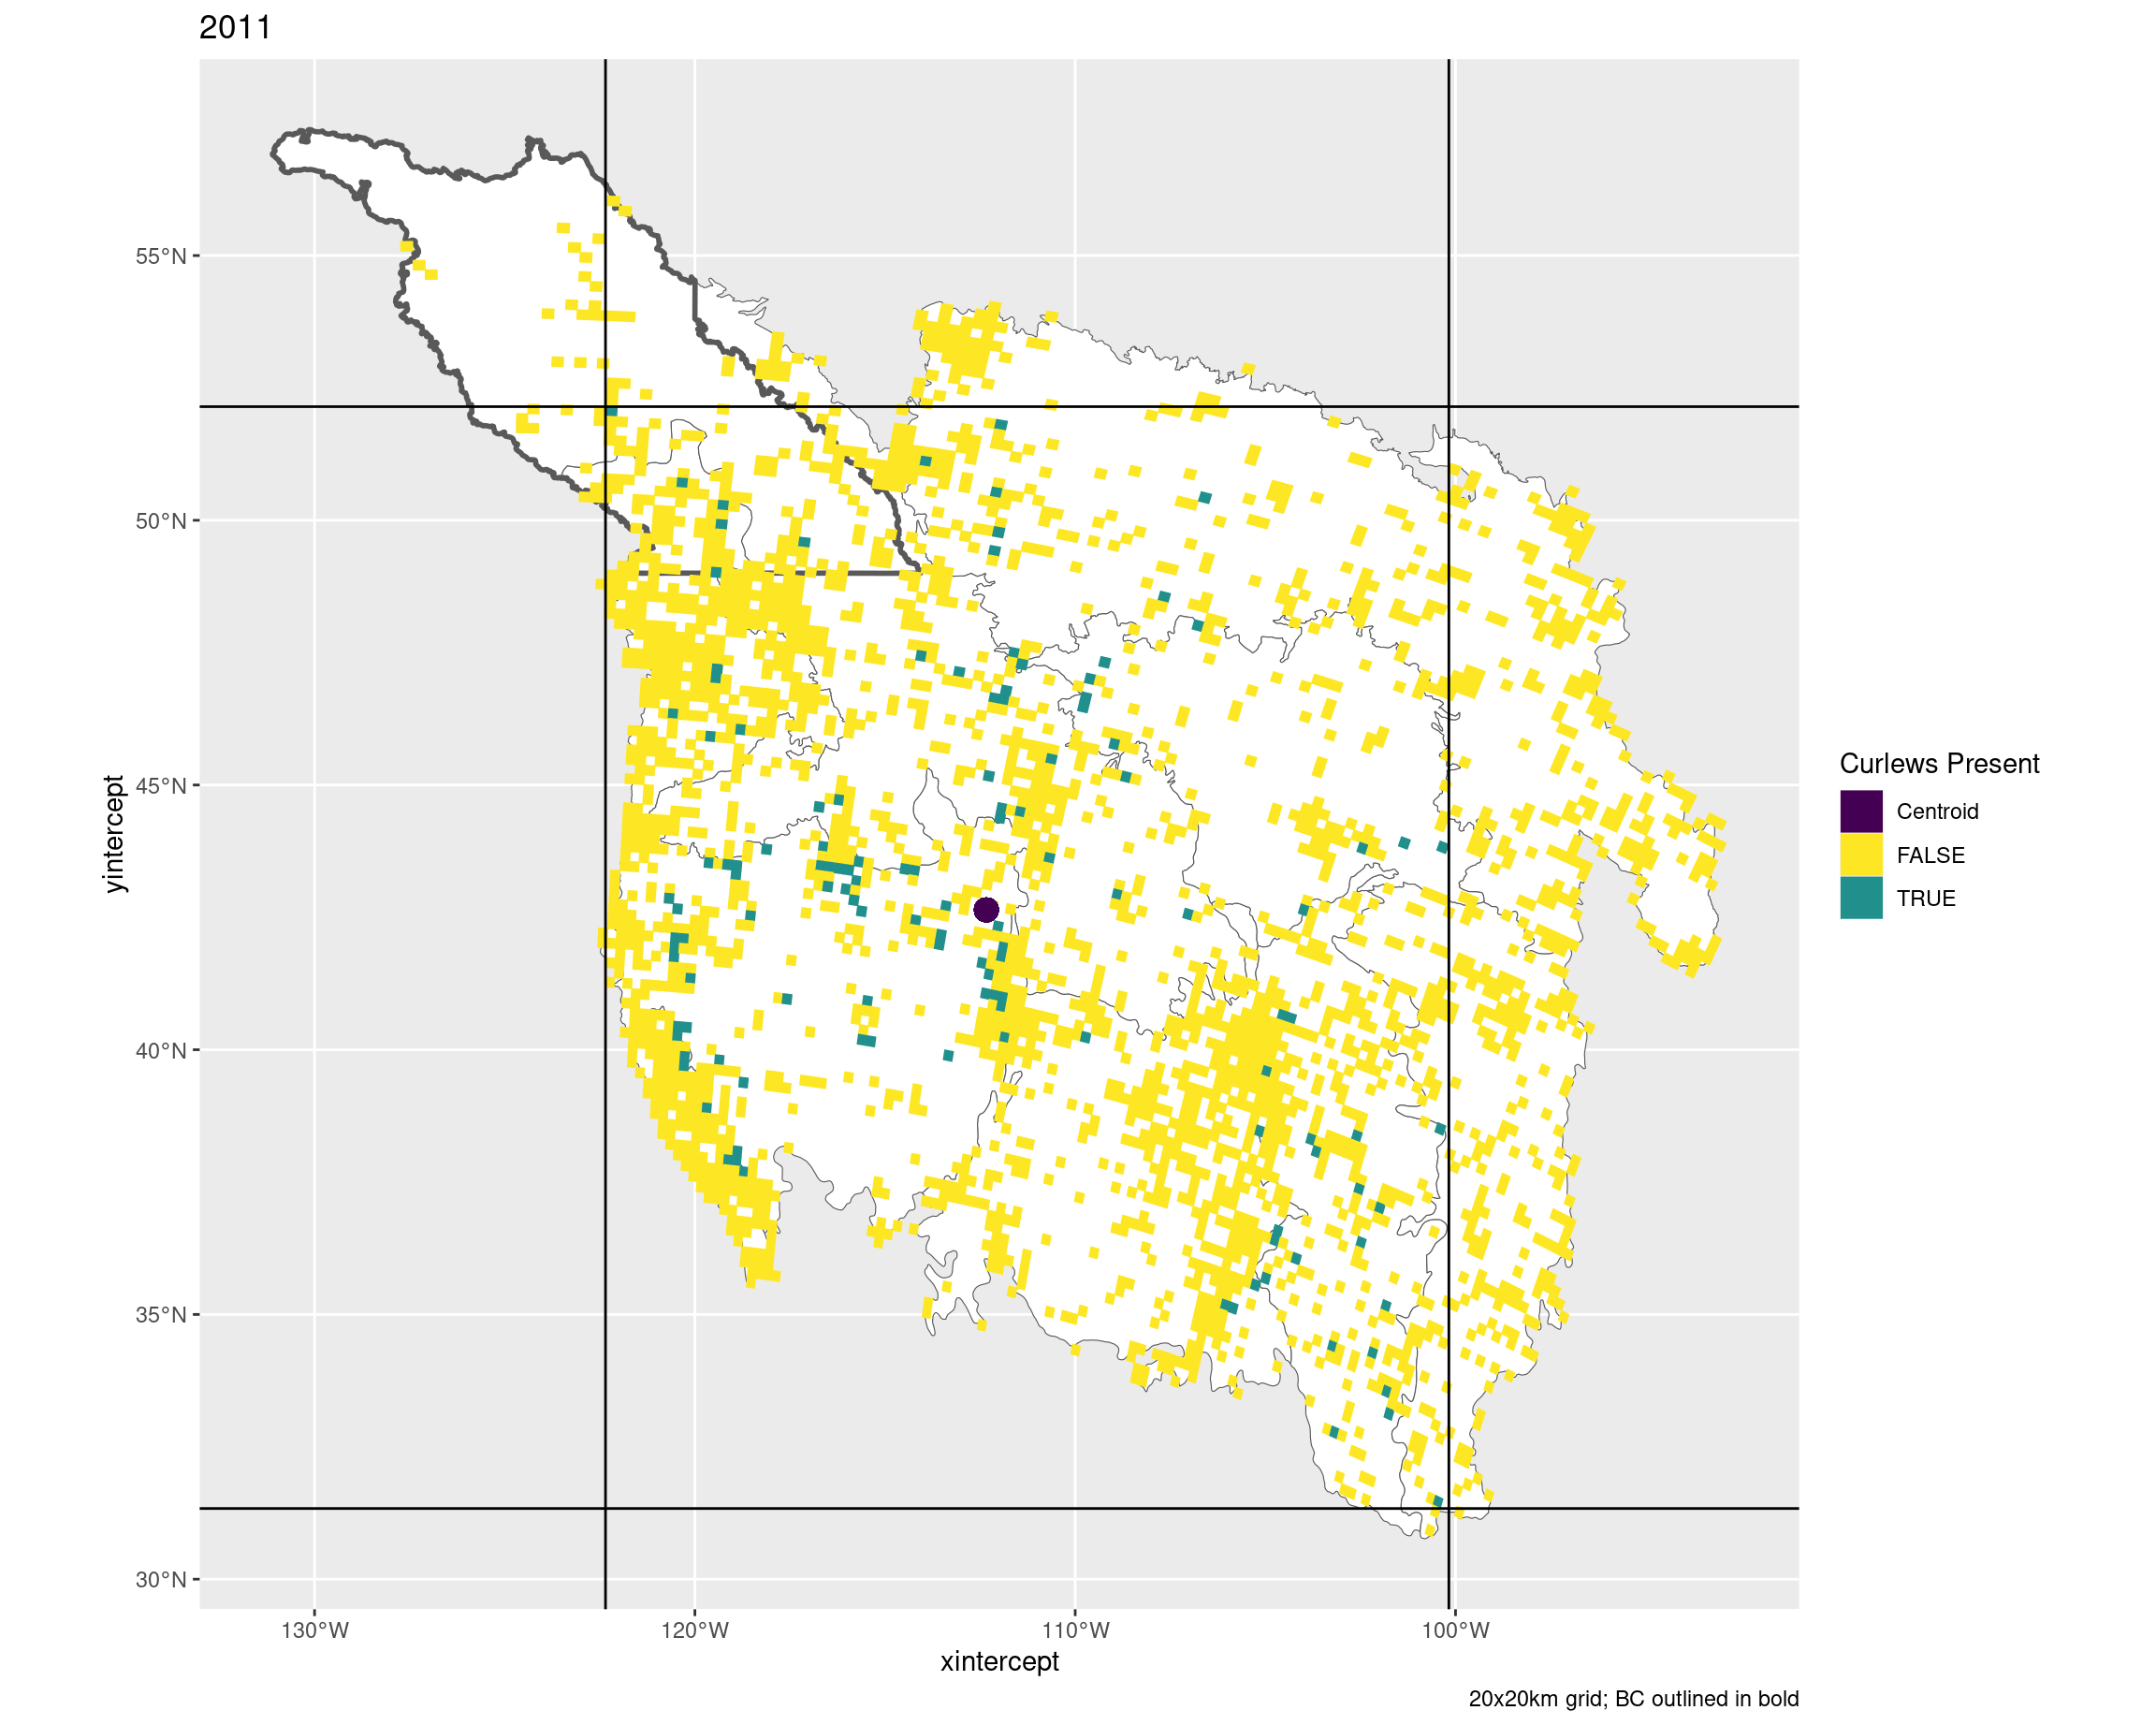 2011
55°N
50°N
45°N
40°N
35°N
30°N
yintercept
130°W
120°W
110°W
100°W
xintercept
Curlews Present
Centroid
FALSE
TRUE
20x20km grid; BC outlined in bold